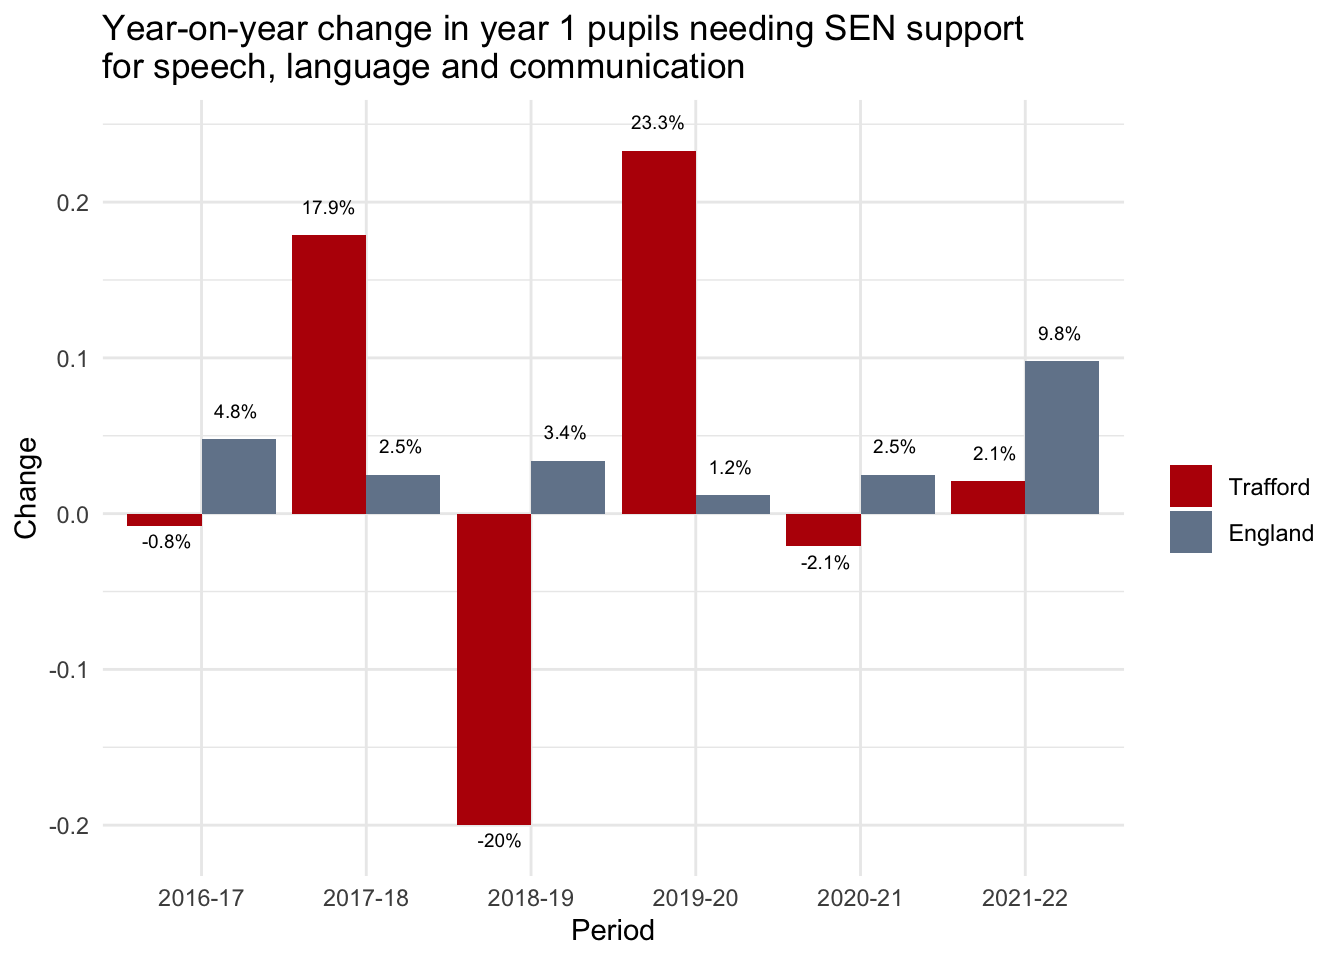 Year-on-year change in year 1 pupils needing SEN support
for speech, language and communication
23.3%
17.9%
9.8%
4.8%
2.5%
3.4%
1.2%
2.5%
2.1%
-0.8%
-2.1%
-20%
0.2
0.1
0.0
-0.1
-0.2
Change
2016-17 2017-18 2018-19 2019-20 2020-21 2021-22
Period
Trafford
England